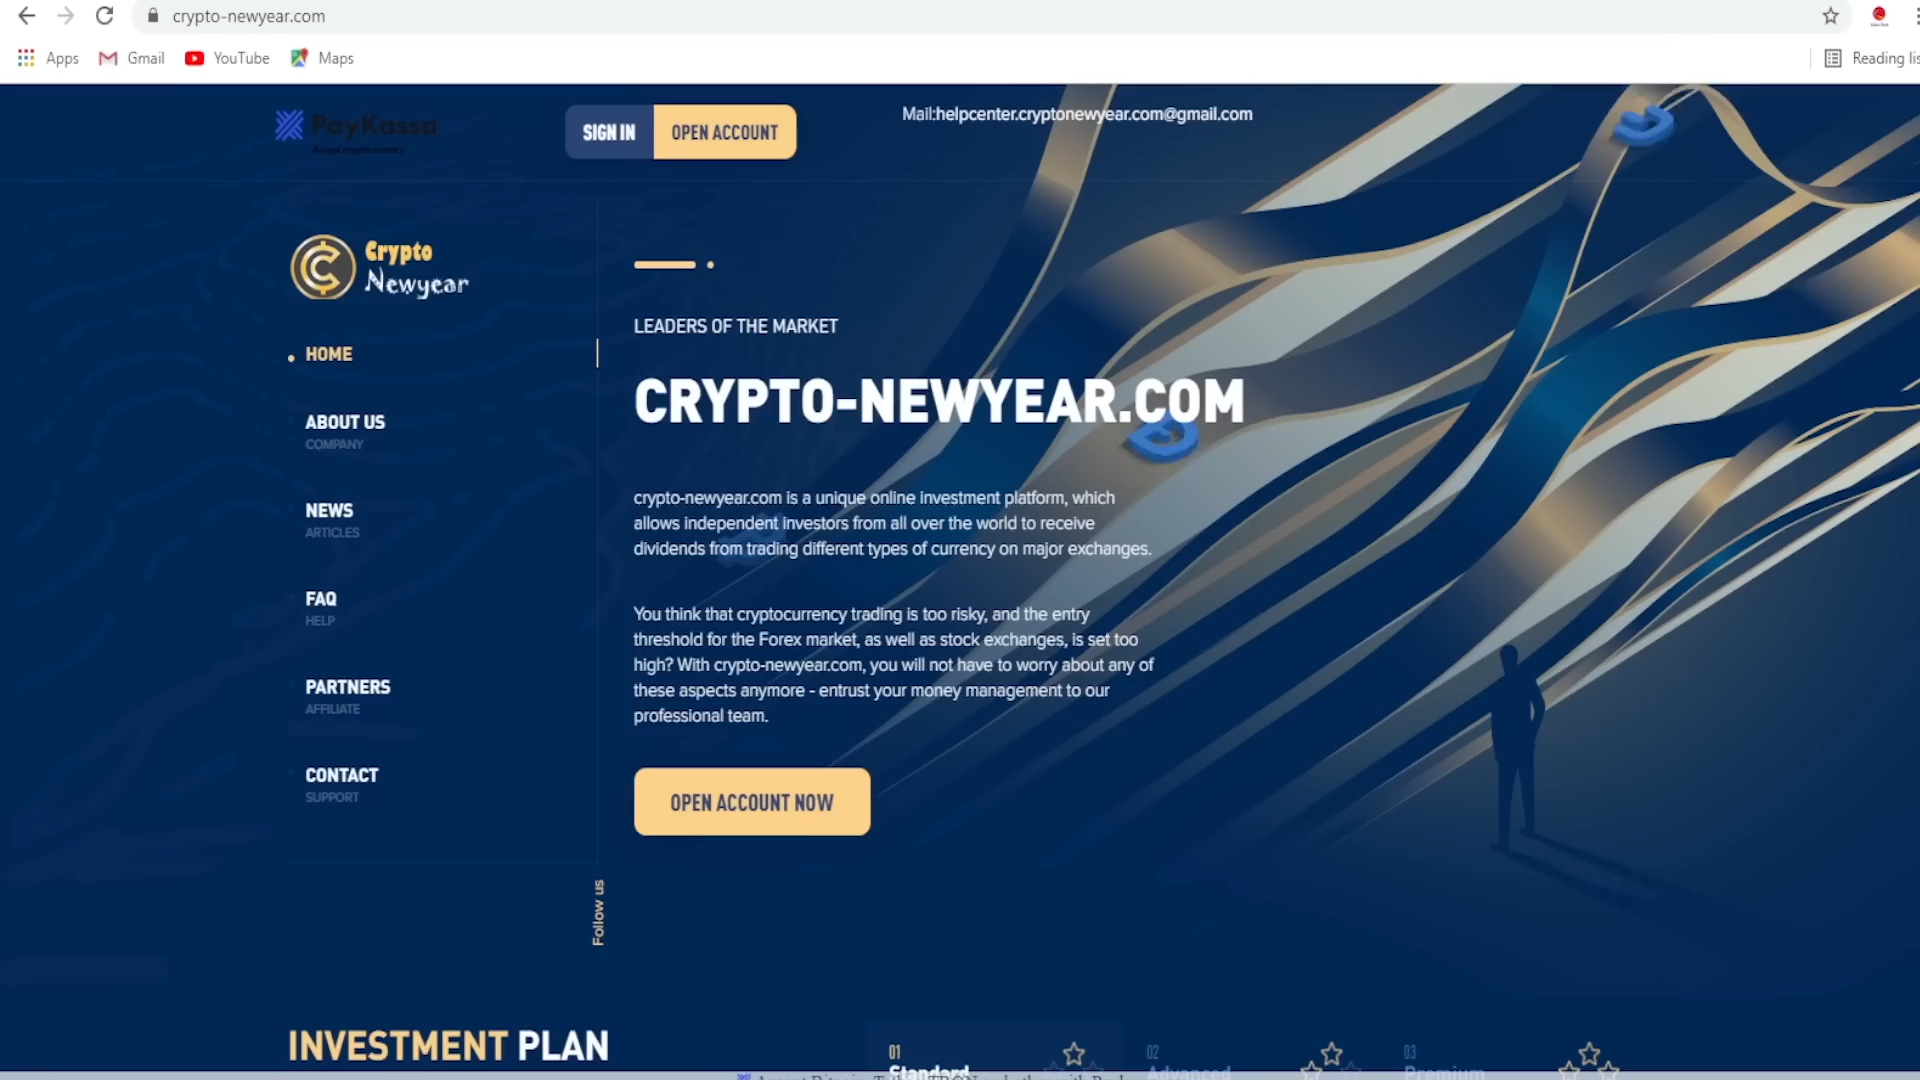 crypto-newyear.com
Apps Gmail YouTube Maps
Reading lis
PayKassa
Accept cryptocurrency
SIGN IN
OPEN ACCOUNT
Mail:helpcenter.cryptonewyear.com@gmail.com
Crypto
Newyear
HOME
ABOUT US
COMPANY
NEWS
ARTICLES
FAQ
HELP
PARTNERS
AFFILIATE
CONTACT
SUPPORT
Follow us
LEADERS OF THE MARKET
CRYPTO-NEWYEAR.COM
crypto-newyear.com is a unique online investment platform, which
allows independent investors from all over the world to receive
dividends from trading different types of currency on major exchanges.
You think that cryptocurrency trading is too risky, and the entry
threshold for the Forex market, as well as stock exchanges, is set too
high? With crypto-newyear.com, you will not have to worry about any of
these aspects anymore - entrust your money management to our
professional team.
OPEN ACCOUNT NOW
INVESTMENT PLAN
01
Standard
02
Advanced
03
Premium